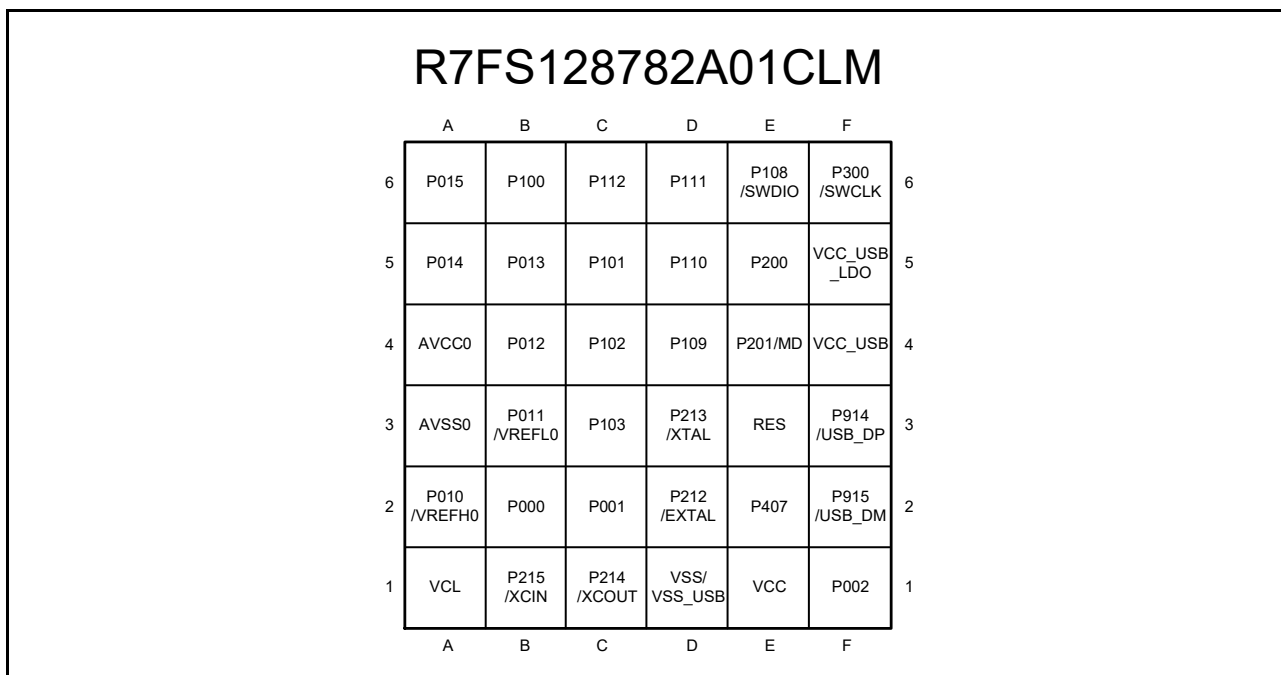 R7FS128782A01CLM
A B C D E F
6 P015 P100 P112 P111 P108 /SWDIO P300 /SWCLK 6
5 P014 P013 P101 P110 P200 VCC_USB _LDO 5
4 AVCC0 P012 P102 P109 P201/MD VCC_USB 4
3 AVSS0 P011 /VREFL0 P103 P213 /XTAL RES P914 /USB_DP 3
2 P010 /VREFH0 P000 P001 P212 /EXTAL P407 P915 /USB_DM 2
1 VCL P215 /XCIN P214 /XCOUT VSS/ VSS_USB VCC P002 1
A B C D E F